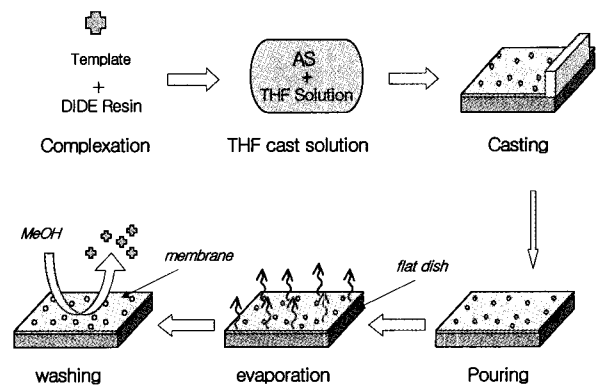 Template
+
DIDE Resin
Complexation
AS
+
THF Solution
THF cast solution
Casting
MeOH
membrane
washing
evaporation
flat dish
Pouring